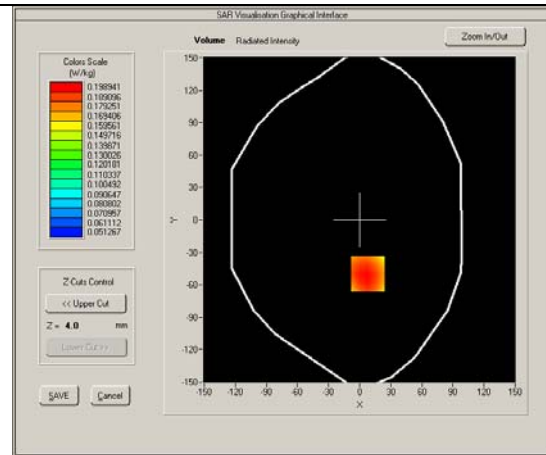 SAR Visualisation Graphical Interface
Volume Radiated Intensity
Zoom In/Out
Colors Scale
(W/kg)
0.198941
0.189096
0.179251
0.169406
0.159561
0.149716
0.139871
0.130026
0.120181
0.110337
0.100492
0.090647
0.080802
0.070957
0.061112
0.051267
Z Cuts Control
<< Upper Cut
Z = 4.0 mm
Lower Cut >>
SAVE Cancel
150
120
90
60
30
0
-30
-60
-90
-120
-150
Y
-150 -120 -90 -60 -30 0 30 60 90 120 150
X